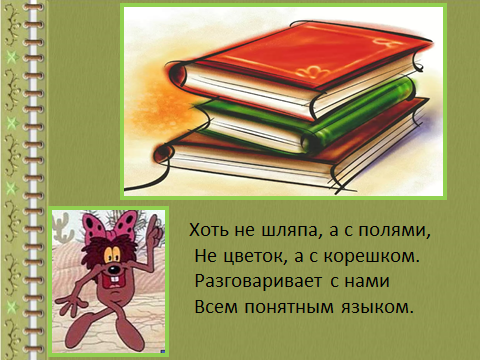 Хоть не шляпа, а с полями,
Не цветок, а с корешком.
Разговаривает с нами
Всем понятным языком.